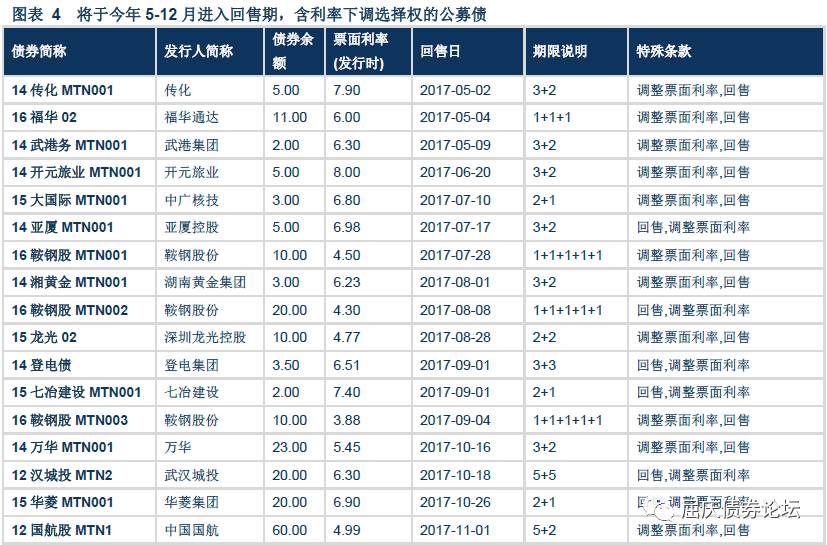 图表 4 将于今年 5-12 月进入回售期，含利率下调选择权的公募债
债券简称 发行人简称 债券余额 票面利率(发行时) 回售日 期限说明 特殊条款
14 传化 MTN001 传化 5.00 7.90 2017-05-02 3+2 调整票面利率,回售
16 福华 02 福华通达 11.00 6.00 2017-05-04 1+1+1 调整票面利率,回售
14 武港务 MTN001 武港集团 2.00 6.30 2017-05-09 3+2 调整票面利率,回售
14 开元旅业 MTN001 开元旅业 5.00 8.00 2017-06-20 3+2 调整票面利率,回售
15 大国际 MTN001 中广核技 3.00 6.80 2017-07-10 2+1 调整票面利率,回售
14 亚厦 MTN001 亚厦控股 5.00 6.98 2017-07-17 3+2 回售,调整票面利率
16 鞍钢股 MTN001 鞍钢股份 10.00 4.50 2017-07-28 1+1+1+1+1 调整票面利率,回售
14 湘黄金 MTN001 湖南黄金集团 3.00 6.23 2017-08-01 3+2 调整票面利率,回售
16 鞍钢股 MTN002 鞍钢股份 20.00 4.30 2017-08-08 1+1+1+1+1 回售,调整票面利率
15 龙光 02 深圳龙光控股 10.00 4.77 2017-08-28 2+2 调整票面利率,回售
14 登电债 登电集团 3.50 6.51 2017-09-01 3+3 回售,调整票面利率
15 七冶建设 MTN001 七冶建设 2.00 7.40 2017-09-01 2+1 回售,调整票面利率
16 鞍钢股 MTN003 鞍钢股份 10.00 3.88 2017-09-04 1+1+1+1+1 回售,调整票面利率
14 万华 MTN001 万华 23.00 5.45 2017-10-16 3+2 调整票面利率,回售
12 汉城投 MTN2 武汉城投 20.00 6.30 2017-10-18 5+5 回售,调整票面利率
15 华菱 MTN001 华菱集团 20.00 6.90 2017-10-26 2+1 回售,调整票面利率
12 国航股 MTN1 中国国航 60.00 4.99 2017-11-01 5+2 调整票面利率,回售
屈庆债券论坛